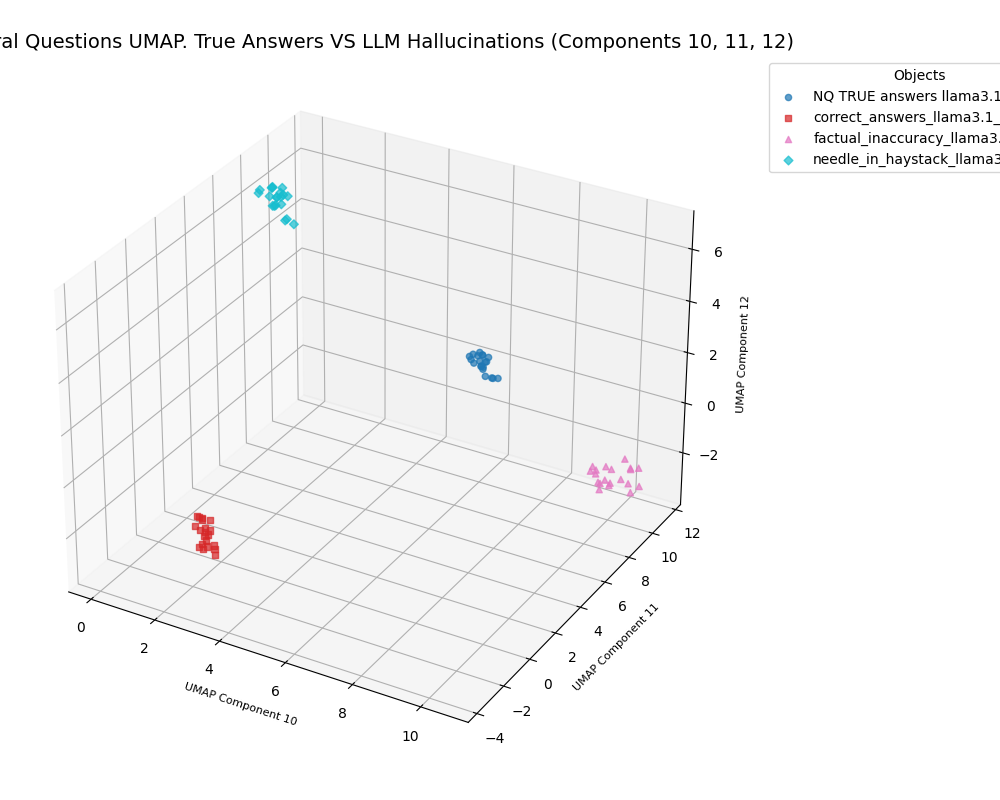 ral Questions UMAP. True Answers VS LLM Hallucinations (Components 10, 11, 12)
Objects
NQ TRUE answers llama3.1
correct_answers_llama3.1_
factual_inaccuracy_llama3.
needle_in_haystack_llama3
6
4
2
0
−2
UMAP Component 12
12
10
8
6
4
2
0
−2
−4
UMAP Component 11
0
2
4
6
8
10
UMAP Component 10